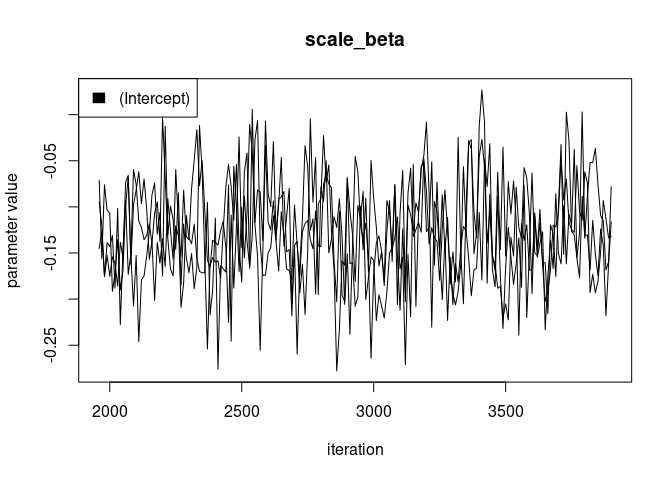 scale_beta
(Intercept)
parameter value
-0.05
-0.15
-0.25
2000
2500
3000
3500
iteration